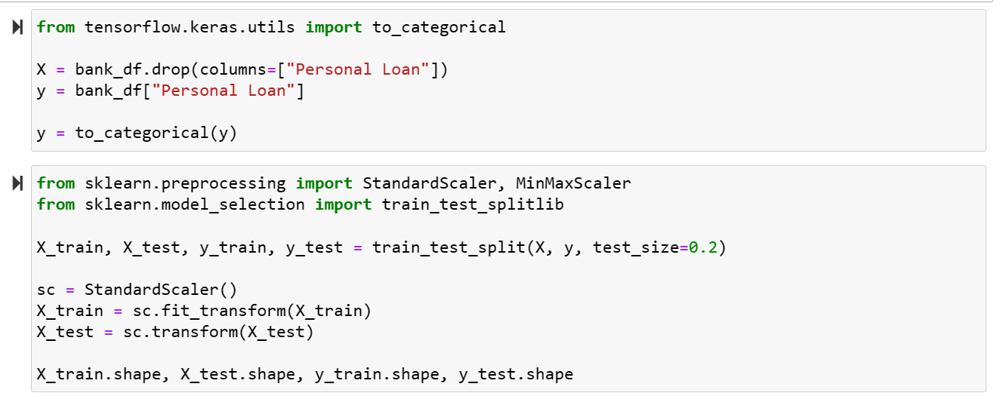 from tensorflow.keras.utils import to_categorical
X = bank_df.drop(columns=["Personal Loan"])
y = bank_df["Personal Loan"]
y = to_categorical(y)
from sklearn.preprocessing import StandardScaler, MinMaxScaler
from sklearn.model_selection import train_test_splitlib
X_train, X_test, y_train, y_test = train_test_split(X, y, test_size=0.2)
sc = StandardScaler()
X_train = sc.fit_transform(X_train)
X_test = sc.transform(X_test)
X_train.shape, X_test.shape, y_train.shape, y_test.shape